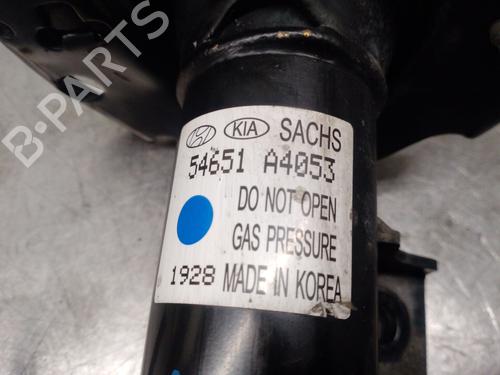 KIA SACHS
54651 A4053
DO NOT OPEN
GAS PRESSURE
1928 MADE IN KOREA
B-PARTS